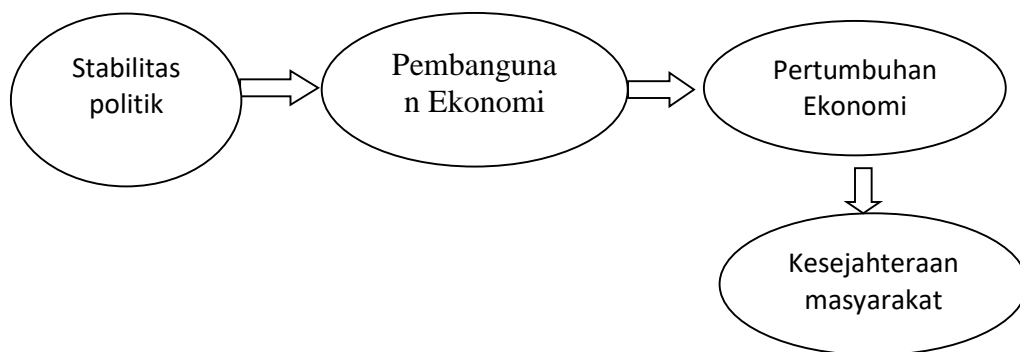 Stabilitas
politik
Pembanguna
n Ekonomi
Pertumbuhan
Ekonomi
Kesejahteraan
masyarakat